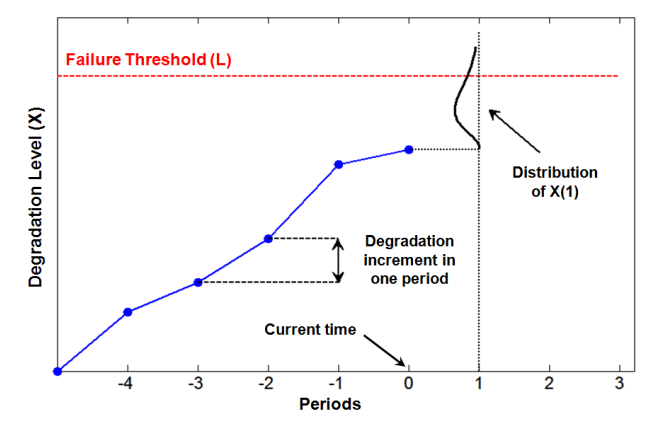 Failure Threshold (L)
Degradation Level (X)
Distribution
of X(1)
Degradation
increment in
one period
Current time
-4 -3 -2 -1 0 1 2 3
Periods